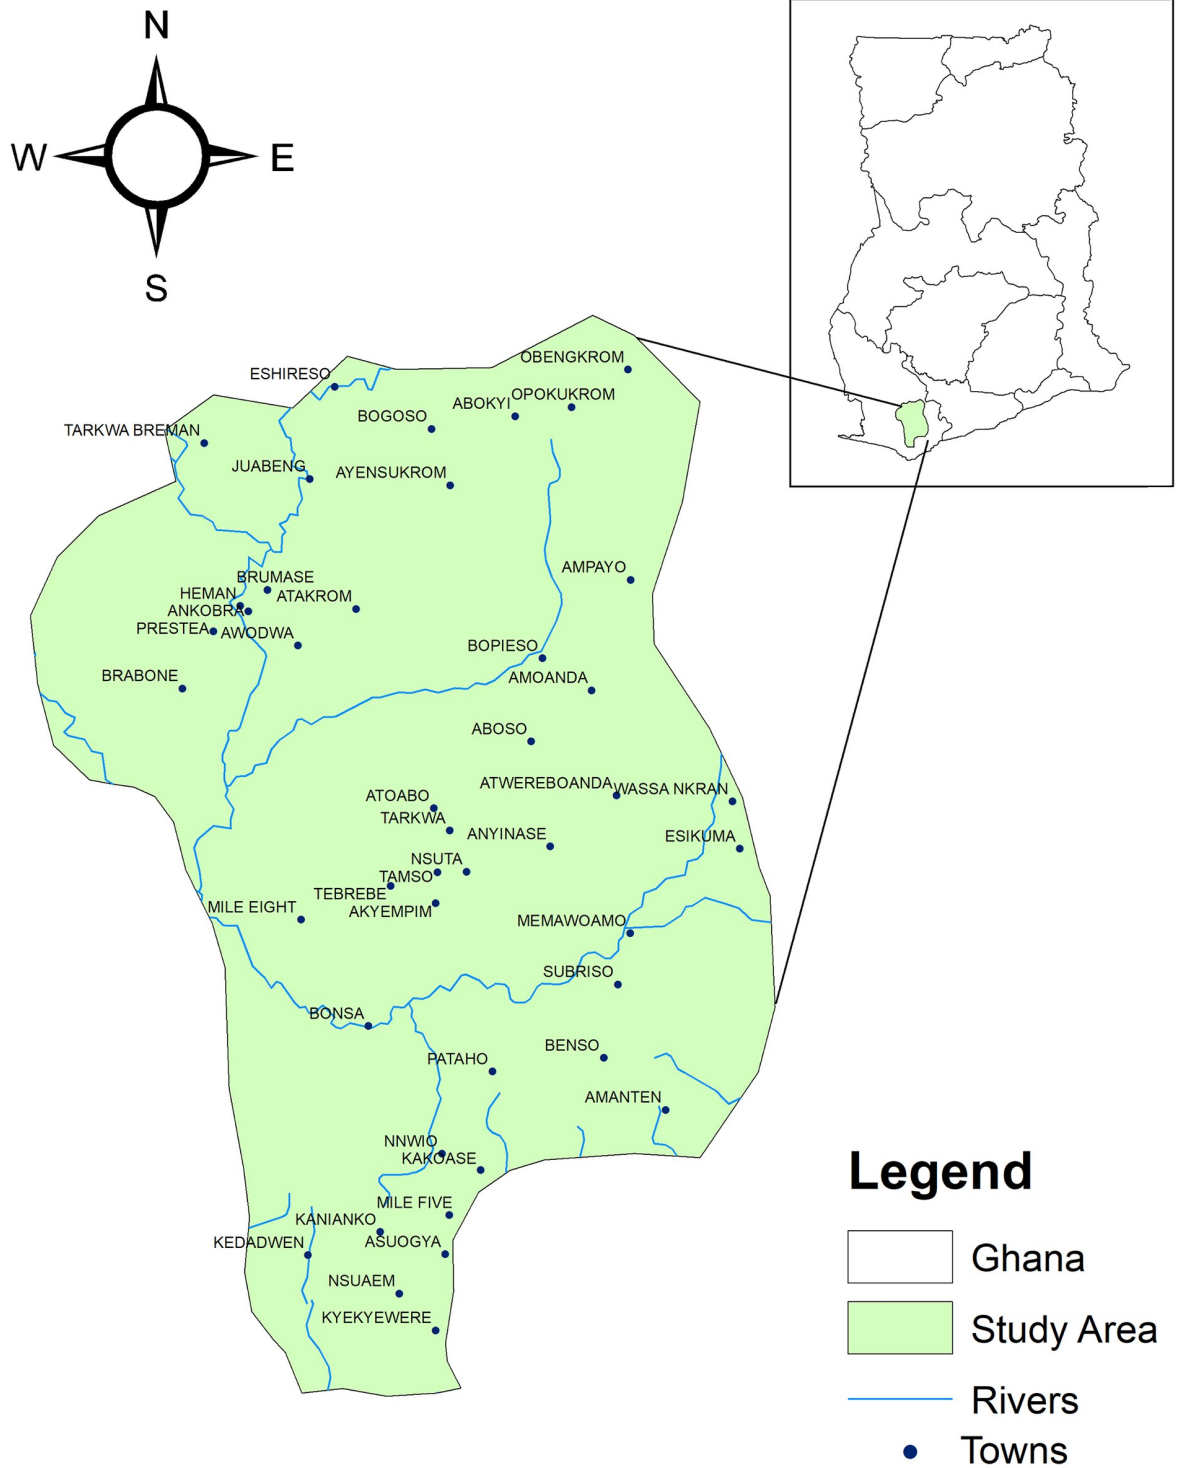 N
W
E
S
OBENGKROM
ESHIRESO
OPOKUKROM
ABOKYI
BOGOSO
TARKWA BREMAN
JUABENG
AYENSUKROM
AMPAYO
BRUMASE
HEMAN
ATAKROM
ANKOBRA
PRESTEA
AWODWA
BOPIESO
BRABONE
AMOANDA
ABOSO
ATWEREBOANDA
WASSA NKRAN
ATOABO
TARKWA
ANYINASE
ESIKUMA
NSUTA
TAMSO
TEBREBE
MILE EIGHT
AKYEMPIM
MEMAWOAMO
SUBRISO
BONSA
BENSO
PATAHO
AMANTEN
NNWIO
KAKOASE
MILE FIVE
KANIANKO
KEDADWEN
ASUOGYA
NSUAEM
KYEKYEWERE
Legend
Ghana
Study Area
Rivers
Towns